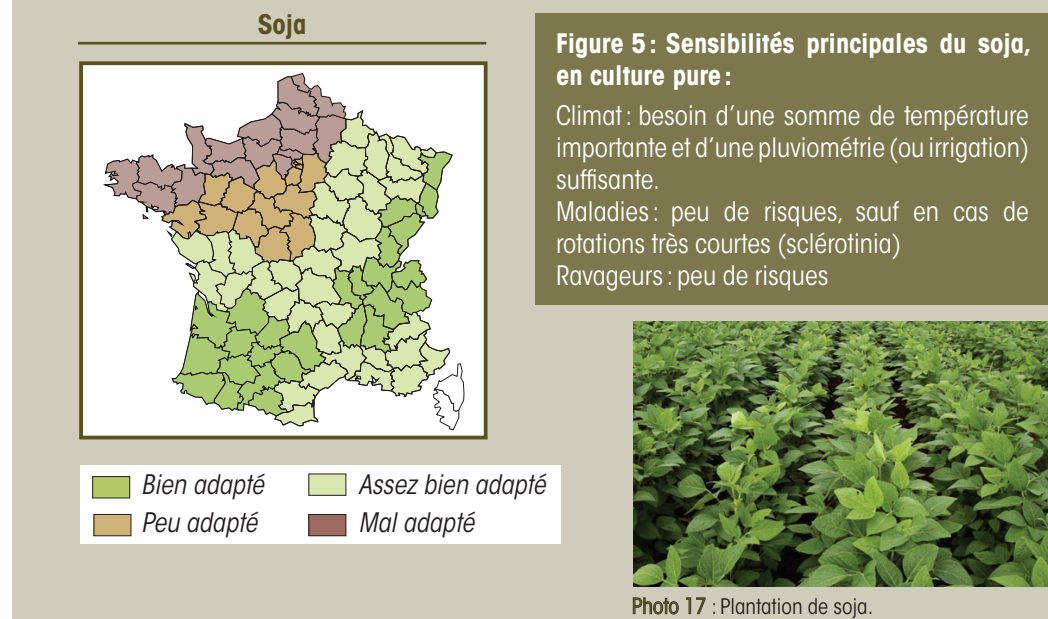 Soja
Figure 5 : Sensibilités principales du soja,
en culture pure :
Climat : besoin d'une somme de température
importante et d'une pluviométrie (ou irrigation)
suffisante.
Maladies : peu de risques, sauf en cas de
rotations très courtes (sclérotinia)
Ravageurs : peu de risques
Bien adapté
Assez bien adapté
Peu adapté
Mal adapté
Photo 17 : Plantation de soja.